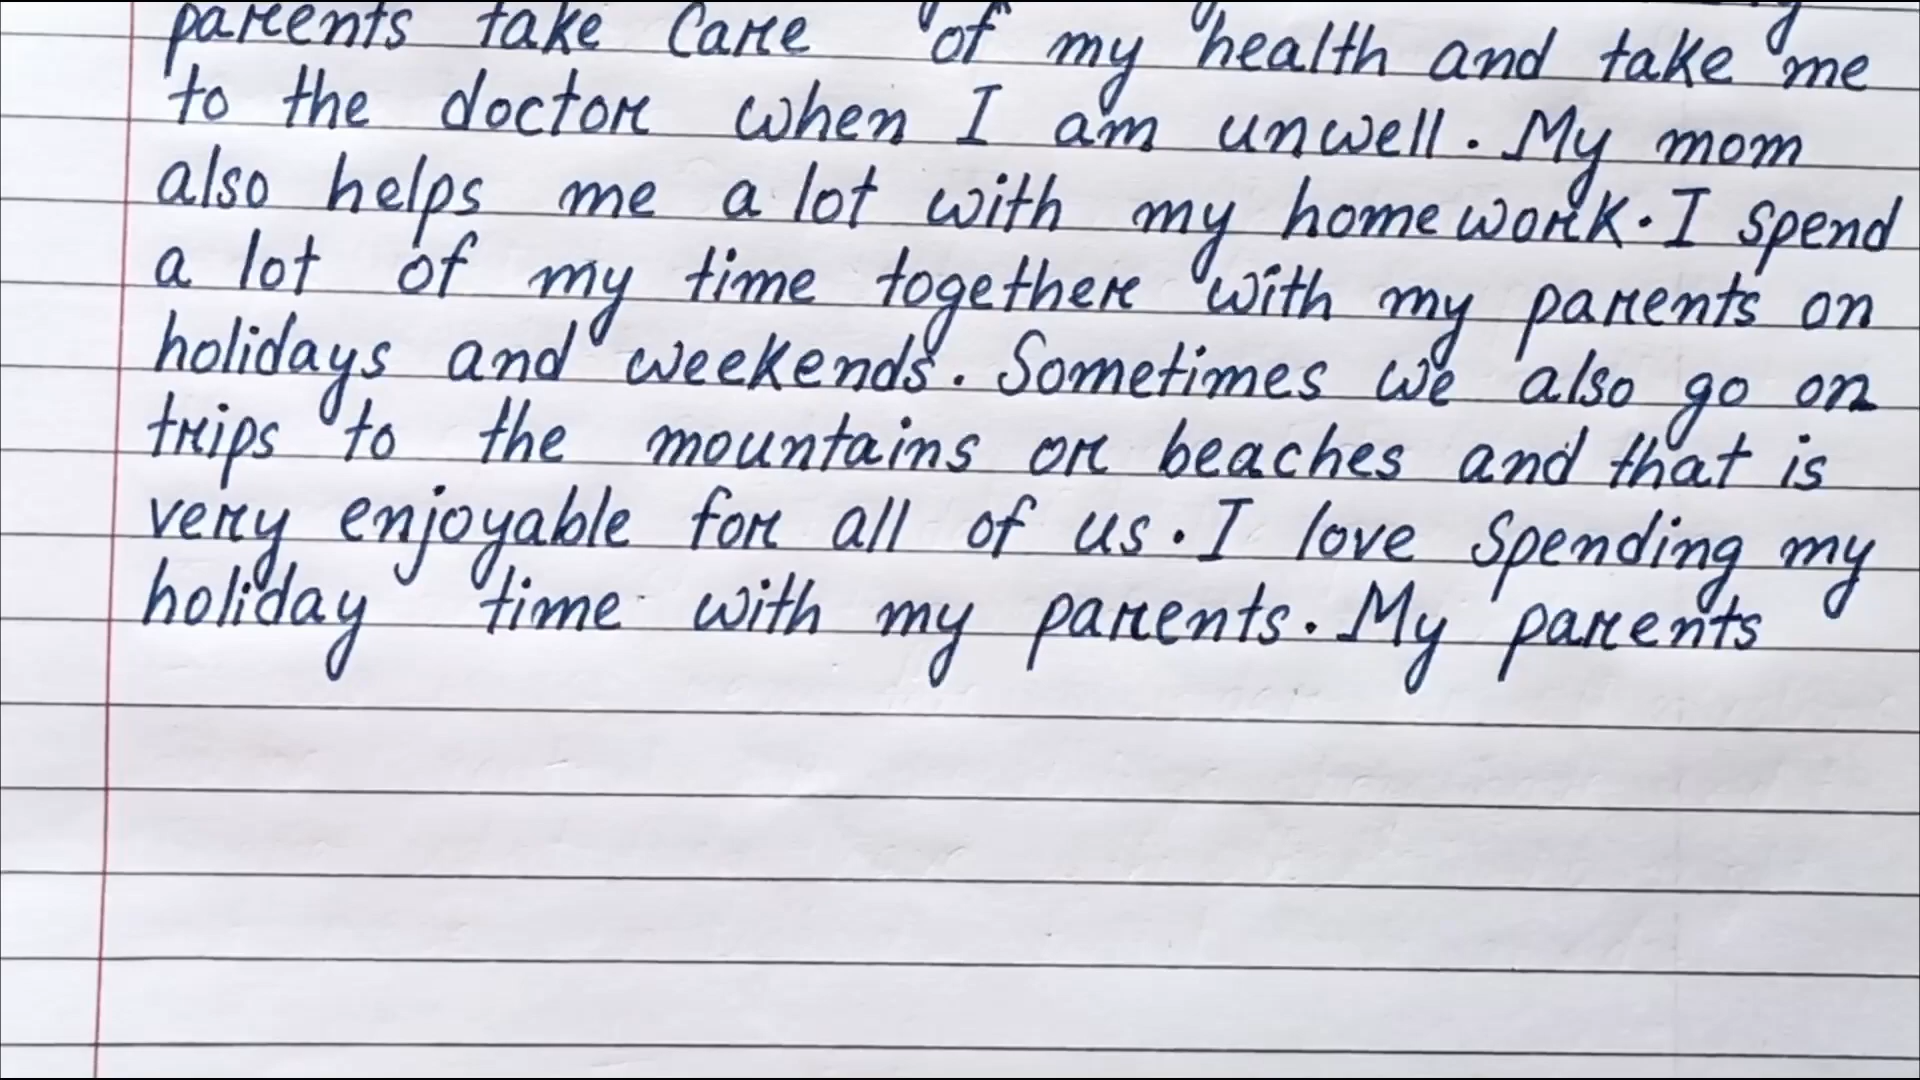 parents take Care of my health and take me
to the doctor when I am unwell. My mom
also helps me a lot with my homework. I spend
a lot of my time together with my parents on
holidays and weekends. Sometimes we also go on
trips to the mountains or beaches and that is
very enjoyable for all of us. I love Spending my
holiday time with my parents. My parents